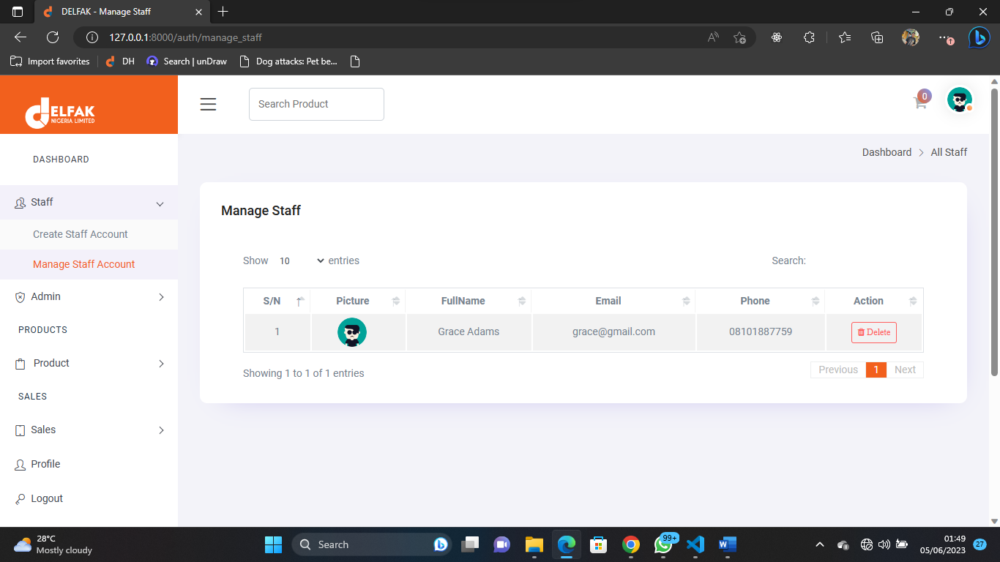 DELFAK - Manage Staff
127.0.0.1:8000/auth/manage_staff
Import favorites
DH
Search | unDraw
Dog attacks: Pet be...
ELFAK
NIGERIA LIMITED
Search Product
0
DASHBOARD
Dashboard > All Staff
Staff
Create Staff Account
Manage Staff Account
Admin
PRODUCTS
Product
SALES
Sales
Profile
Logout
Manage Staff
Show 10 entries
Search:
S/N Picture FullName Email Phone Action
1 Grace Adams grace@gmail.com 08101887759 Delete
Showing 1 to 1 of 1 entries
Previous 1 Next
28°C
Mostly cloudy
Search
99+
01:49
05/06/2023
27